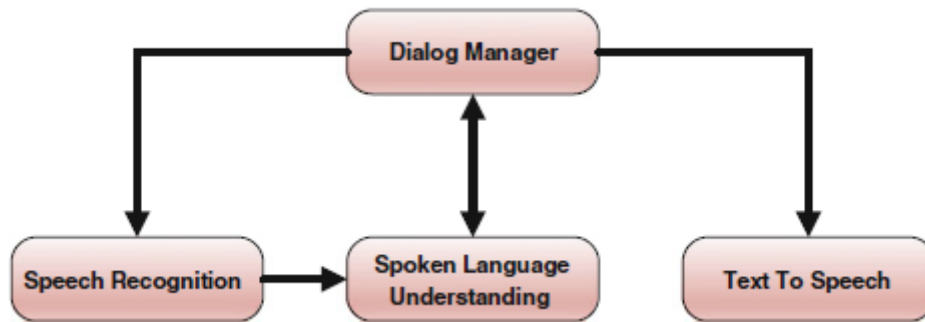 Dialog Manager
Speech Recognition
Spoken Language
Understanding
Text To Speech